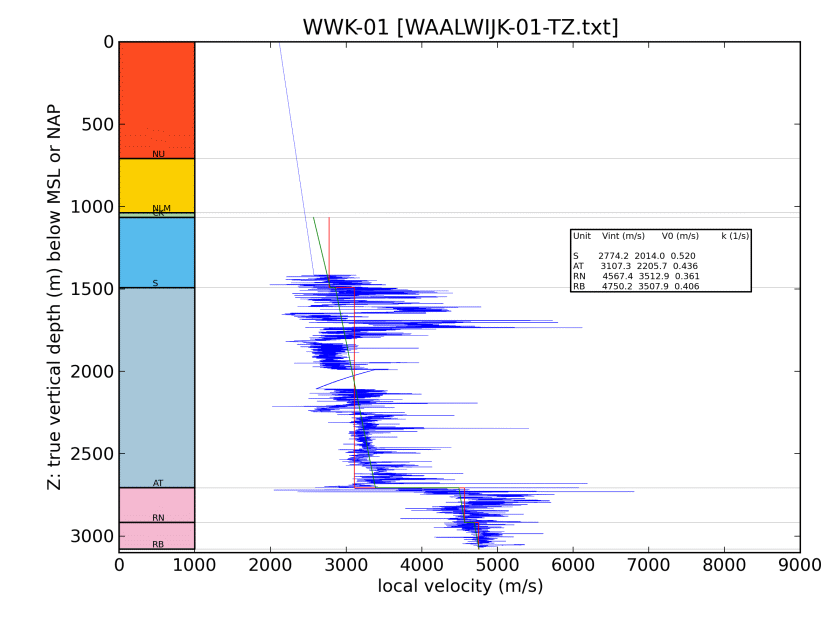 WWK-01 [WAALWIJK-01-TZ.txt]
Z: true vertical depth (m) below MSL or NAP
0
500
1000
1500
2000
2500
3000
NU
NLM
CK
S
AT
RN
RB
Unit Vint (m/s) V0 (m/s) k (1/s)
S 2774.2 2014.0 0.520
AT 3107.3 2205.7 0.436
RN 4567.4 3512.9 0.361
RB 4750.2 3507.9 0.406
0 1000 2000 3000 4000 5000 6000 7000 8000 9000
local velocity (m/s)